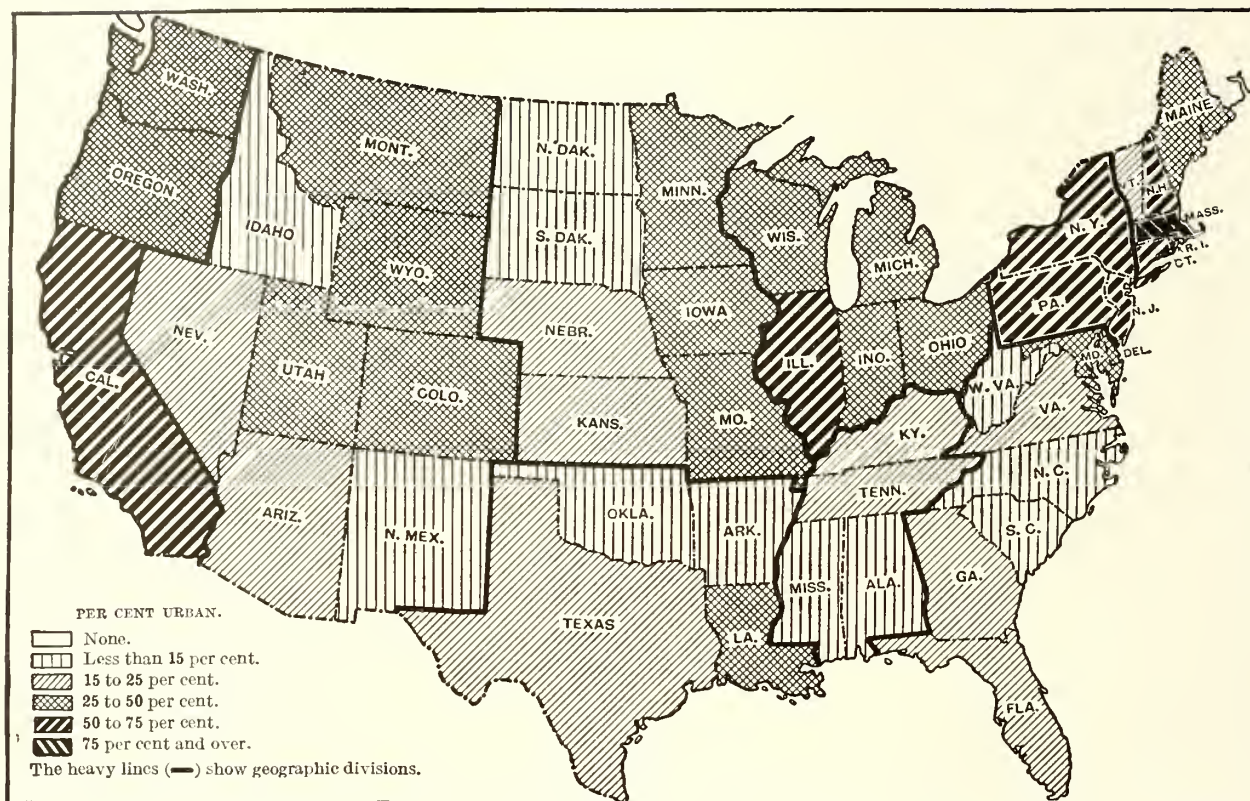 WASH.
MONT.
N. DAK.
MINN.
MAINE
OREGON
IDAHO
S. DAK.
WIS.
MICH.
N.H.
MASS.
N. Y.
R. I.
CT.
WYO.
IOWA
PA.
N. J.
NEV.
NEBR.
OHIO
UTAH
ILL.
INO.
MD.
DEL.
CAL.
COLO.
W. VA.
KANS.
MO.
VA.
KY.
N. C.
ARIZ.
TENN.
N. MEX.
OKLA.
ARK.
S. C.
MISS.
ALA.
GA.
TEXAS
LA.
FLA.
PER CENT URBAN.
None.
Less than 15 per cent.
15 to 25 per cent.
25 to 50 per cent.
50 to 75 per cent.
75 per cent and over.
The heavy lines (—) show geographic divisions.